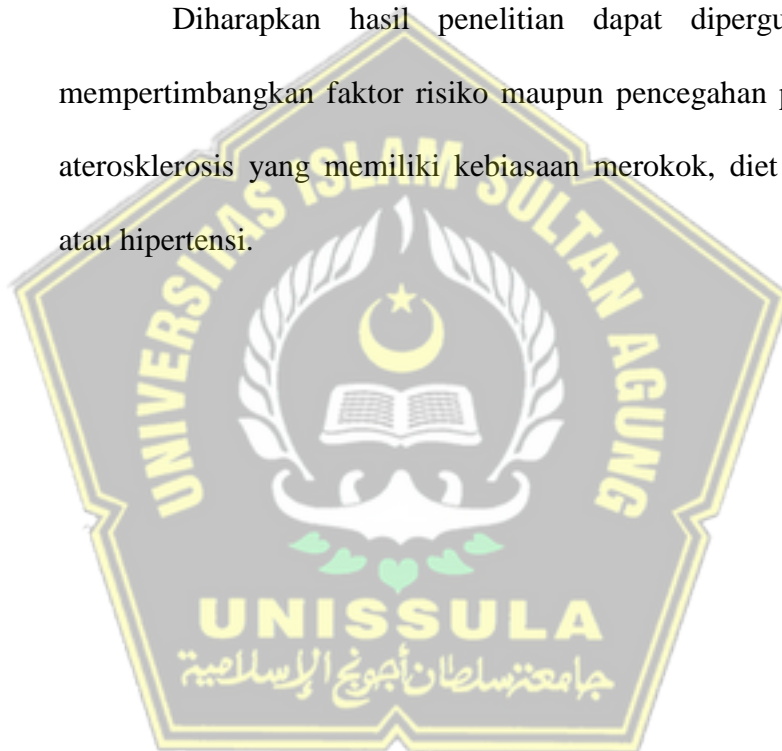 Diharapkan hasil penelitian dapat dipergu
mempertimbangkan faktor risiko maupun pencegahan p
aterosklerosis yang memiliki kebiasaan merokok, diet
atau hipertensi.
UNIVERSITAS ISLAM SULTAN AGUNG
UNISSULA
جامعة سلطان أجونج الإسلامية